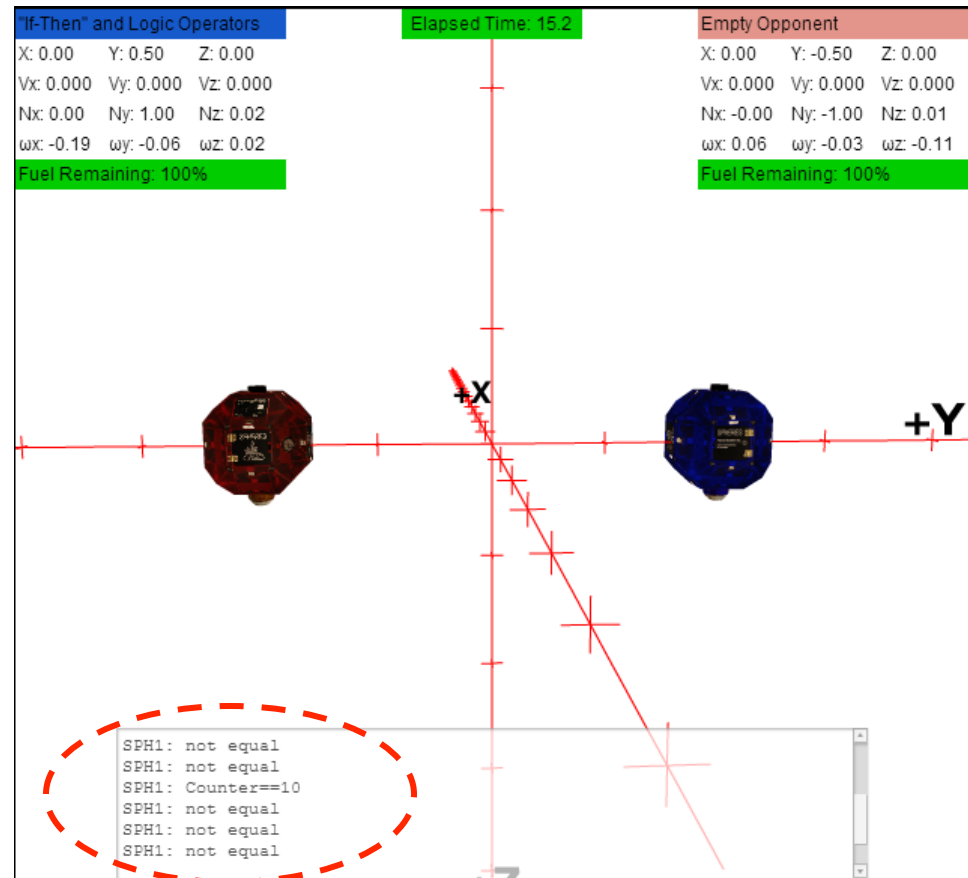 "If-Then" and Logic Operators
X: 0.00 Y: 0.50 Z: 0.00
Vx: 0.000 Vy: 0.000 Vz: 0.000
Nx: 0.00 Ny: 1.00 Nz: 0.02
ωx: -0.19 ωy: -0.06 ωz: 0.02
Fuel Remaining: 100%
Elapsed Time: 15.2
Empty Opponent
X: 0.00 Y: -0.50 Z: 0.00
Vx: 0.000 Vy: 0.000 Vz: 0.000
Nx: -0.00 Ny: -1.00 Nz: 0.01
ωx: 0.06 ωy: -0.03 ωz: -0.11
Fuel Remaining: 100%
+X
+Y
SPH1: not equal
SPH1: not equal
SPH1: Counter==10
SPH1: not equal
SPH1: not equal
SPH1: not equal
+Z